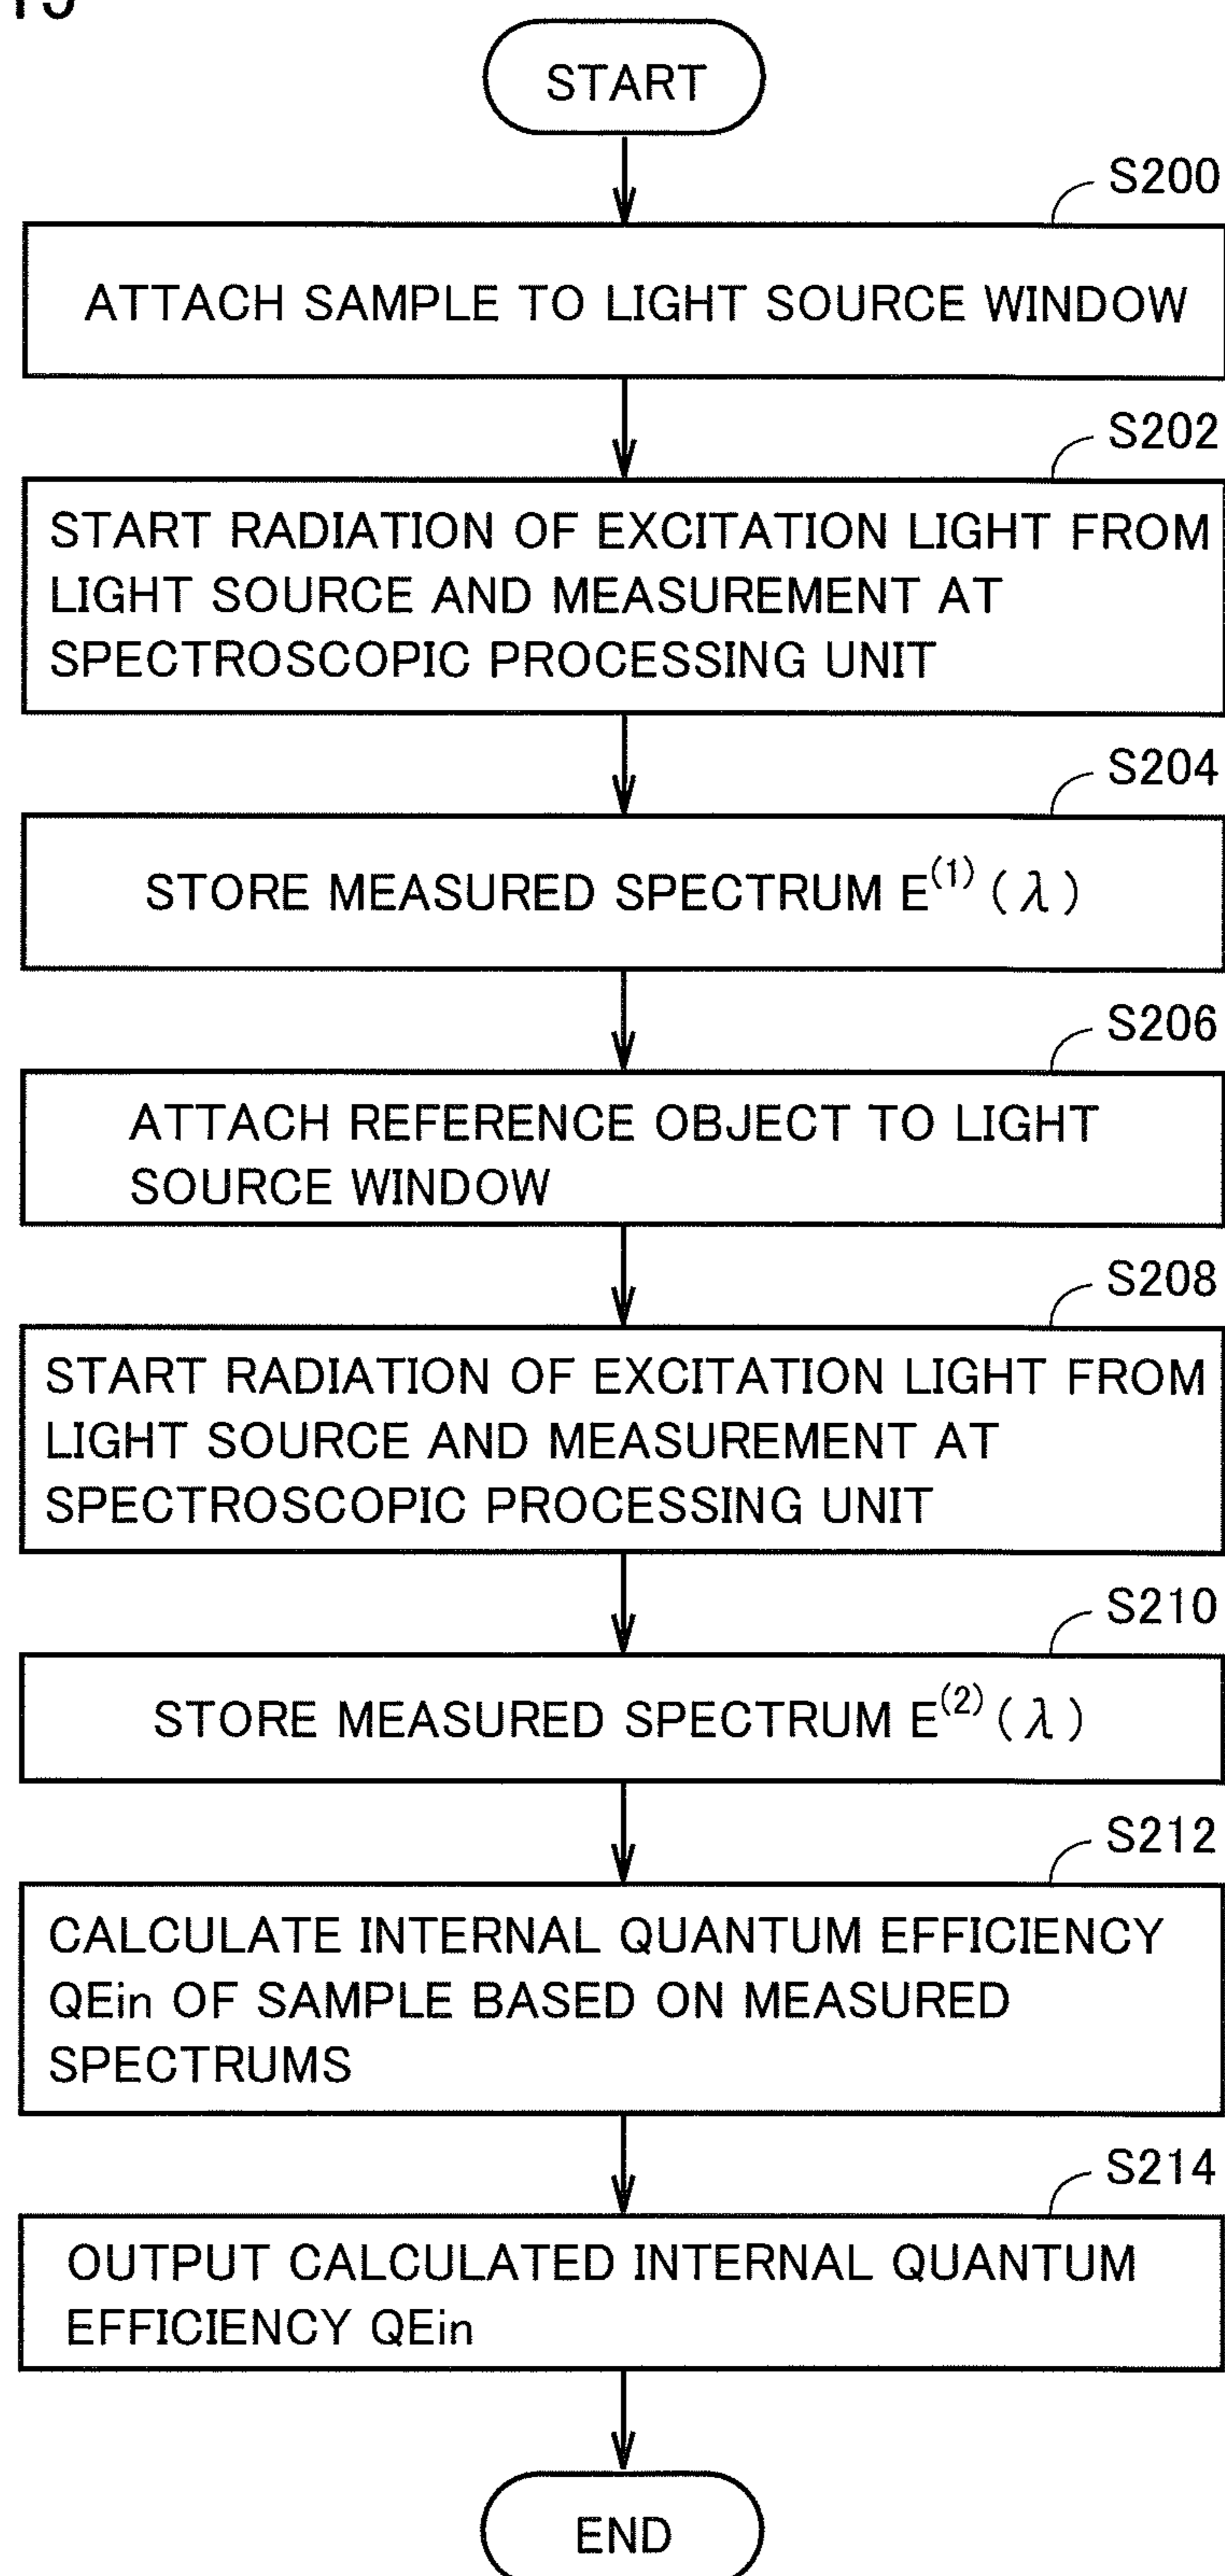 START
S200
ATTACH SAMPLE TO LIGHT SOURCE WINDOW
S202
START RADIATION OF EXCITATION LIGHT FROM
LIGHT SOURCE AND MEASUREMENT AT
SPECTROSCOPIC PROCESSING UNIT
S204
STORE MEASURED SPECTRUM E⁽¹⁾(λ)
S206
ATTACH REFERENCE OBJECT TO LIGHT
SOURCE WINDOW
S208
START RADIATION OF EXCITATION LIGHT FROM
LIGHT SOURCE AND MEASUREMENT AT
SPECTROSCOPIC PROCESSING UNIT
S210
STORE MEASURED SPECTRUM E⁽²⁾(λ)
S212
CALCULATE INTERNAL QUANTUM EFFICIENCY
QEin OF SAMPLE BASED ON MEASURED
SPECTRUMS
S214
OUTPUT CALCULATED INTERNAL QUANTUM
EFFICIENCY QEin
END